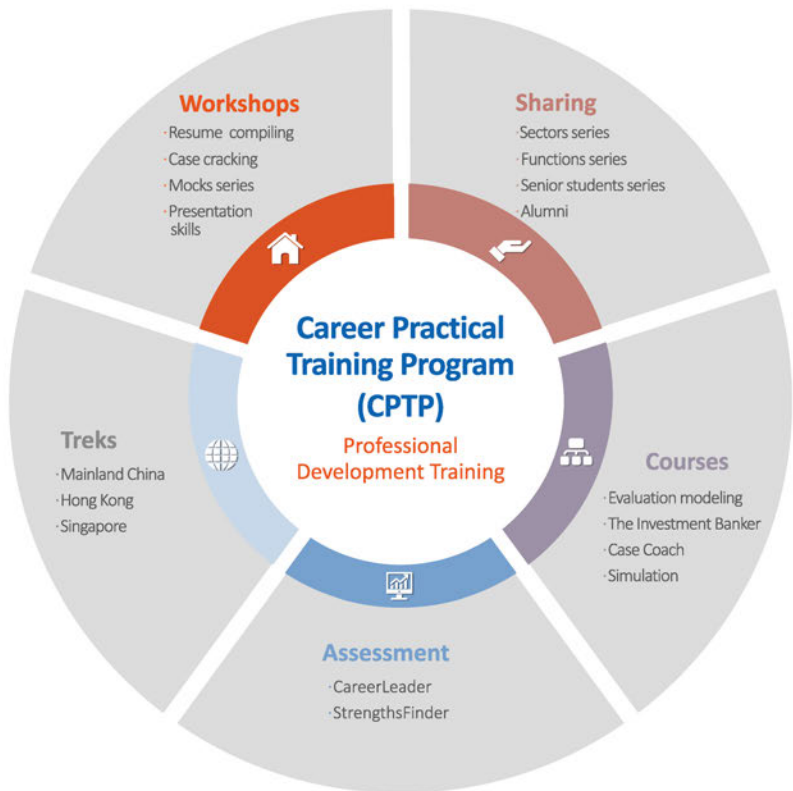 Workshops
·Resume compiling
·Case cracking
·Mocks series
·Presentation
skills
Sharing
·Sectors series
·Functions series
·Senior students series
·Alumni
Career Practical
Training Program
(CPTP)
Professional
Development Training
Treks
·Mainland China
·Hong Kong
·Singapore
Courses
·Evaluation modeling
·The Investment Banker
·Case Coach
·Simulation
Assessment
·CareerLeader
·StrengthsFinder